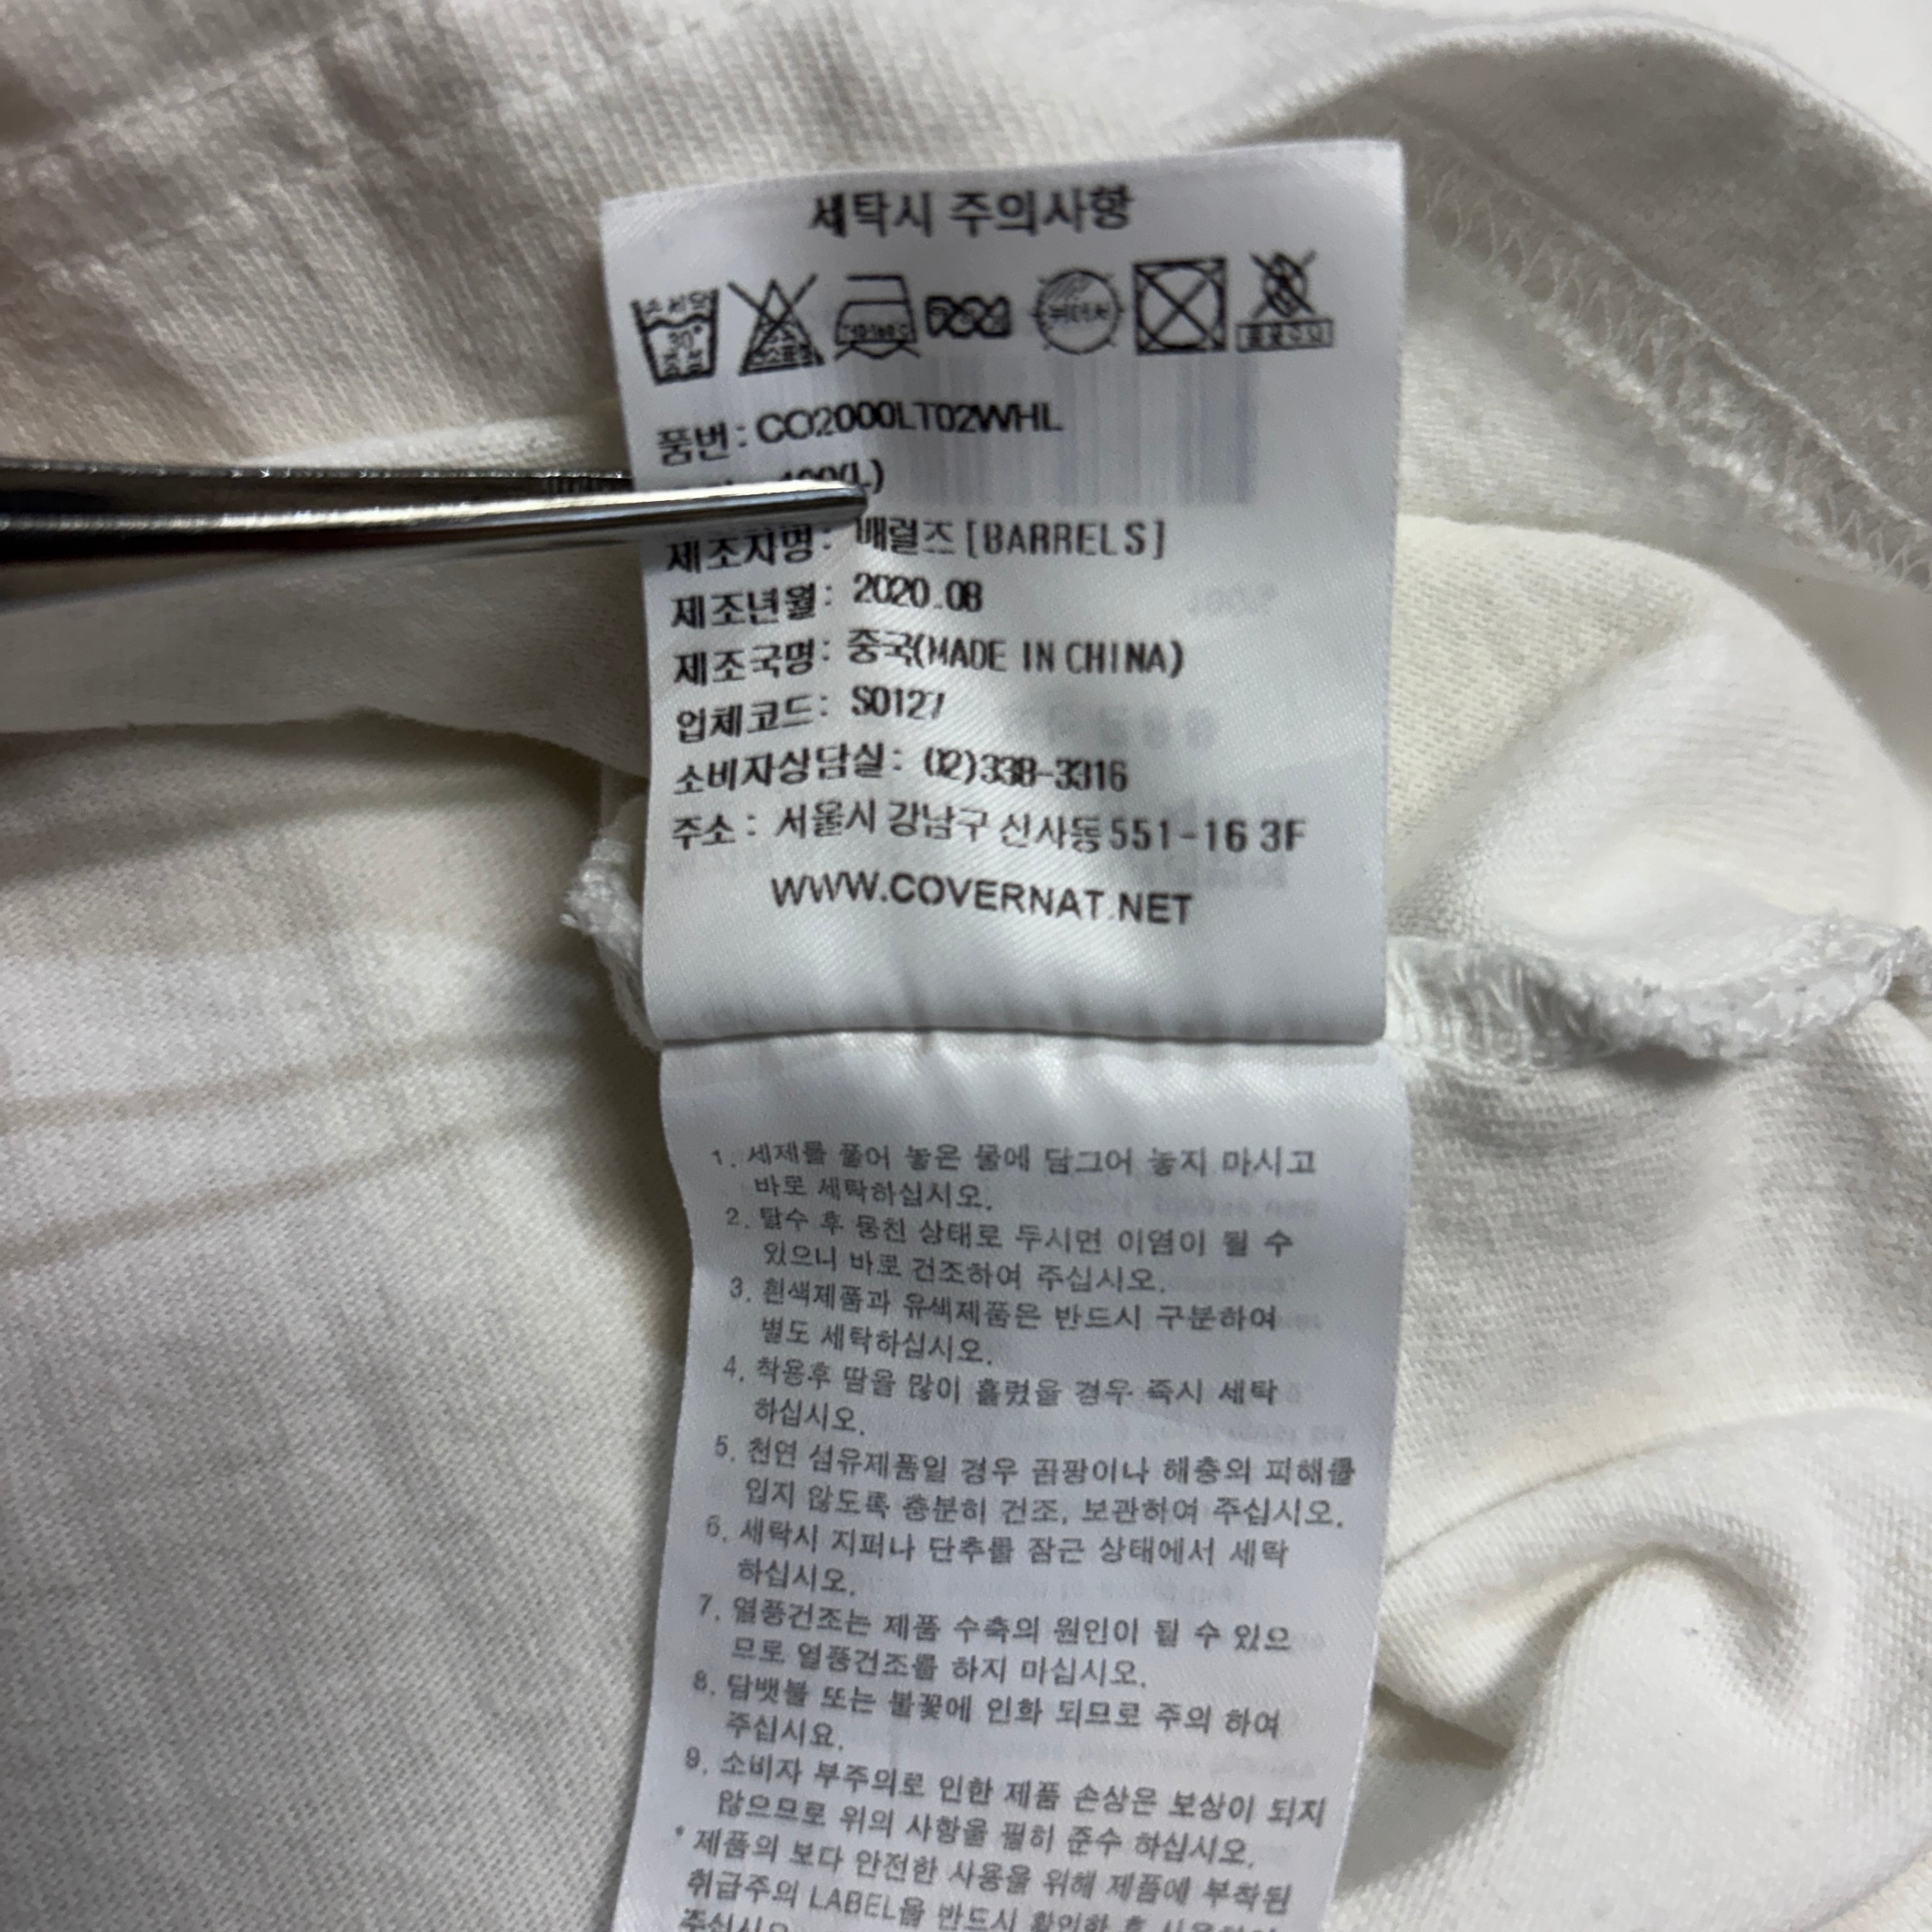 세탁시 주의사항
30°
품번: CO2000LT02WHL
(L)
제조자명: 배럴즈 [BARRELS]
제조년월: 2020.08
제조국명: 중국(MADE IN CHINA)
업체코드: S0127
소비자상담실: (02)338-3316
주소: 서울시 강남구 신사동 551-16 3F
WWW.COVERNAT.NET
1. 세제를 풀어 놓은 물에 담그어 놓지 마시고
바로 세탁하십시오.
2. 탈수 후 뭉친 상태로 두시면 이염이 될 수
있으니 바로 건조하여 주십시오.
3. 흰색제품과 유색제품은 반드시 구분하여
별도 세탁하십시오.
4. 착용후 땀을 많이 흘렸을 경우 즉시 세탁
하십시오.
5. 천연 섬유제품일 경우 곰팡이나 해충의 피해를
입지 않도록 충분히 건조, 보관하여 주십시오.
6. 세탁시 지퍼나 단추를 잠근 상태에서 세탁
하십시오.
7. 열풍건조는 제품 수축의 원인이 될 수 있으
므로 열풍건조를 하지 마십시오.
8. 담뱃불 또는 불꽃에 인화 되므로 주의 하여
주십시요.
9. 소비자 부주의로 인한 제품 손상은 보상이 되지
않으므로 위의 사항을 필히 준수 하십시오.
* 제품의 보다 안전한 사용을 위해 제품에 부착된
취급주의 LABEL을 반드시 확인한 후